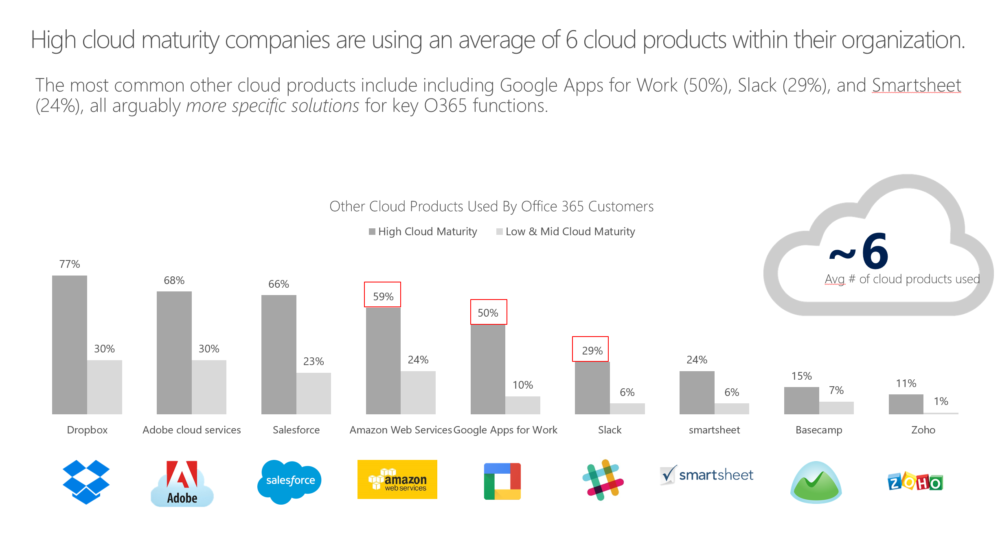 High cloud maturity companies are using an average of 6 cloud products within their organization.
The most common other cloud products include including Google Apps for Work (50%), Slack (29%), and Smartsheet
(24%), all arguably more specific solutions for key O365 functions.
Other Cloud Products Used By Office 365 Customers
High Cloud Maturity
Low & Mid Cloud Maturity
~6
Avg # of cloud products used
77%
30%
68%
30%
66%
23%
59%
24%
50%
10%
29%
6%
24%
6%
15%
7%
11%
1%
Dropbox
Adobe cloud services
Salesforce
Amazon Web Services
Google Apps for Work
Slack
smartsheet
Basecamp
Zoho
Adobe
salesforce
amazon
web services
smartsheet
ZOHO